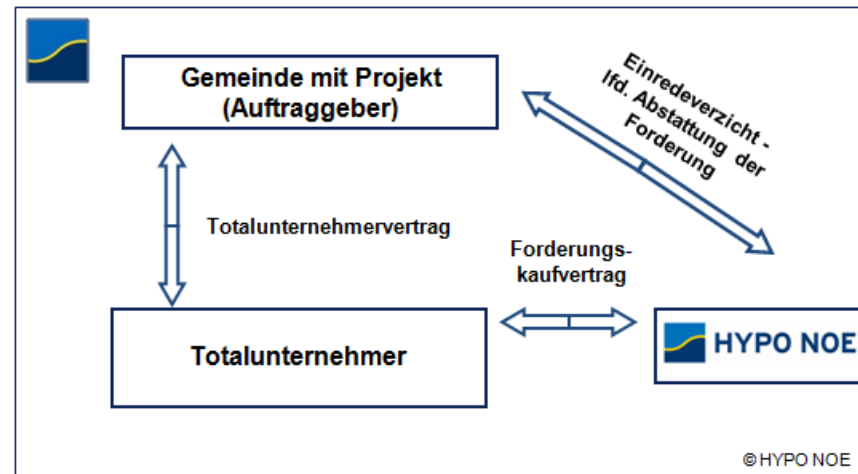 Gemeinde mit Projekt
(Auftraggeber)
Einredeverzicht -
lfd. Abstattung der
Forderung
Totalunternehmervertrag
Forderungs-
kaufvertrag
Totalunternehmer
HYPO NOE
© HYPO NOE